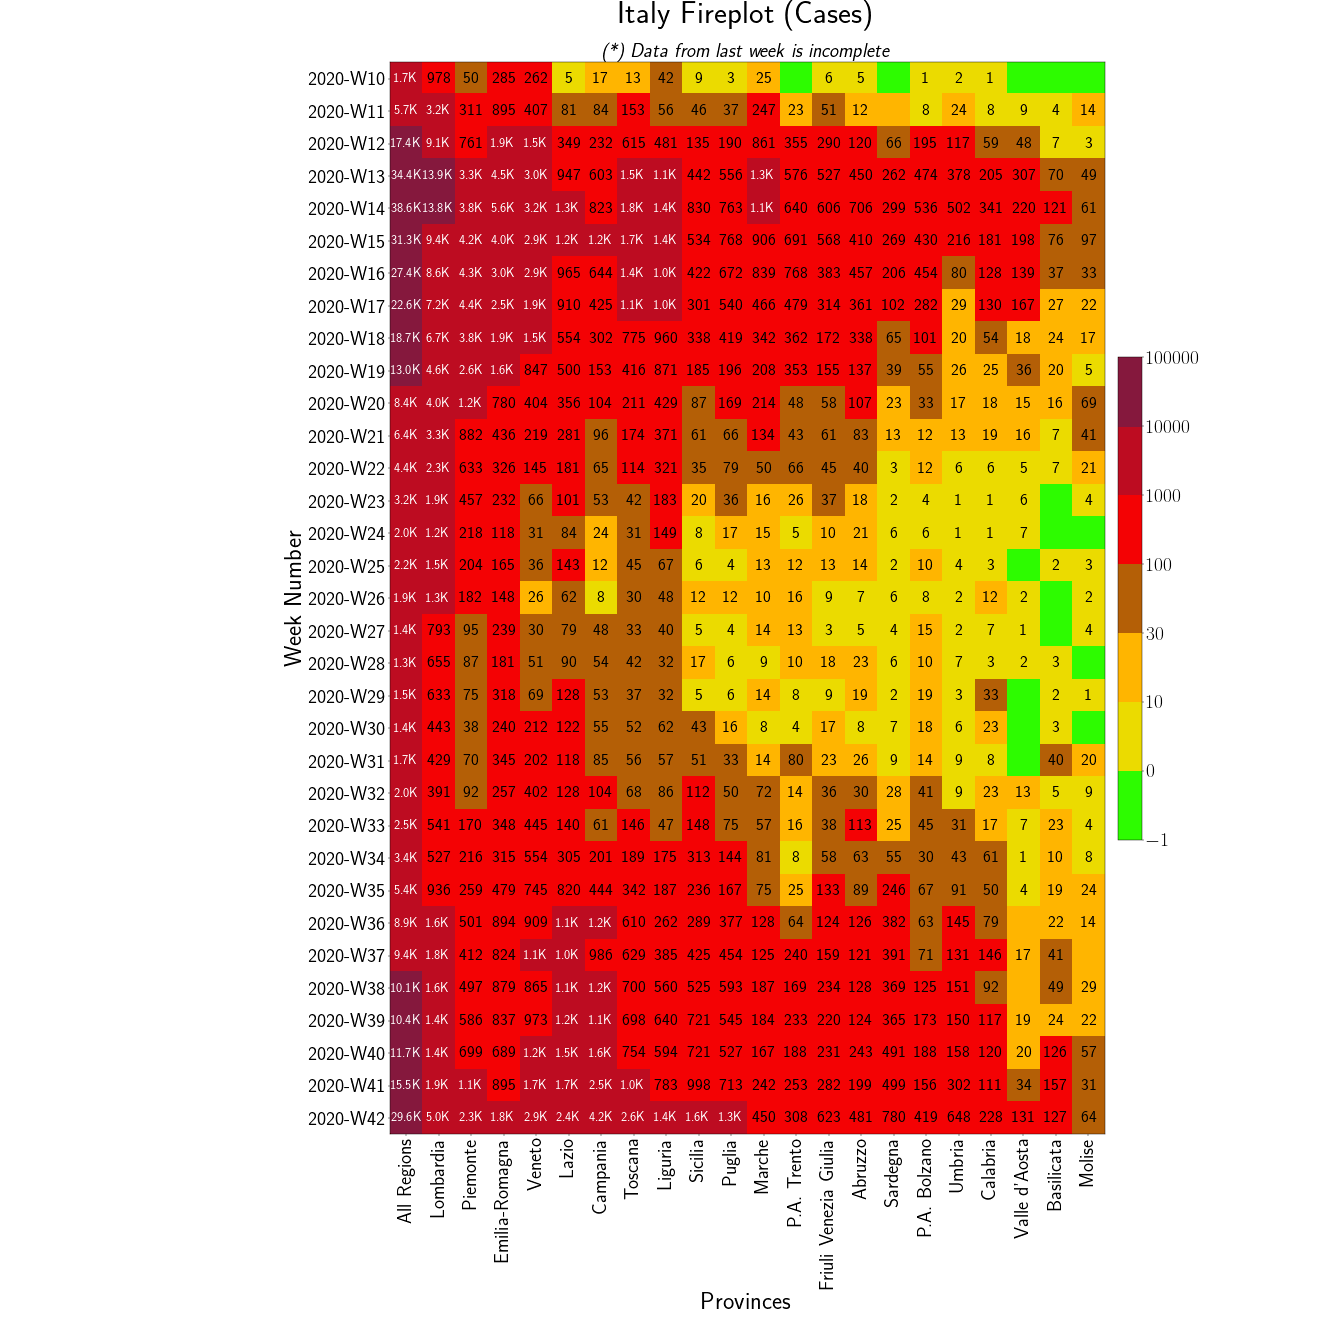 Italy Fireplot (Cases)
(*) Data from last week is incomplete
2020-W10 1.7K 978 50 285 262 5 17 13 42 9 3 25 6 5 1 2 1
2020-W11 5.7K 3.2K 311 895 407 81 84 153 56 46 37 247 23 51 12 8 24 8 9 4 14
2020-W12 17.4K 9.1K 761 1.9K 1.5K 349 232 615 481 135 190 861 355 290 120 66 195 117 59 48 7 3
2020-W13 34.4K 13.9K 3.3K 4.5K 3.0K 947 603 1.5K 1.1K 442 556 1.3K 576 527 450 262 474 378 205 307 70 49
2020-W14 38.6K 13.8K 3.8K 5.6K 3.2K 1.3K 823 1.8K 1.4K 830 763 1.1K 640 606 706 299 536 502 341 220 121 61
2020-W15 31.3K 9.4K 4.2K 4.0K 2.9K 1.2K 1.2K 1.7K 1.4K 534 768 906 691 568 410 269 430 216 181 198 76 97
2020-W16 27.4K 8.6K 4.3K 3.0K 2.9K 965 644 1.4K 1.0K 422 672 839 768 383 457 206 454 80 128 139 37 33
2020-W17 22.6K 7.2K 4.4K 2.5K 1.9K 910 425 1.1K 1.0K 301 540 466 479 314 361 102 282 29 130 167 27 22
2020-W18 18.7K 6.7K 3.8K 1.9K 1.5K 554 302 775 960 338 419 342 362 172 338 65 101 20 54 18 24 17
2020-W19 13.0K 4.6K 2.6K 1.6K 847 500 153 416 871 185 196 208 353 155 137 39 55 26 25 36 20 5
2020-W20 8.4K 4.0K 1.2K 780 404 356 104 211 429 87 169 214 48 58 107 23 33 17 18 15 16 69
2020-W21 6.4K 3.3K 882 436 219 281 96 174 371 61 66 134 43 61 83 13 12 13 19 16 7 41
2020-W22 4.4K 2.3K 633 326 145 181 65 114 321 35 79 50 66 45 40 3 12 6 6 5 7 21
2020-W23 3.2K 1.9K 457 232 66 101 53 42 183 20 36 16 26 37 18 2 4 1 1 6 4
2020-W24 2.0K 1.2K 218 118 31 84 24 31 149 8 17 15 5 10 21 6 6 1 1 7
2020-W25 2.2K 1.5K 204 165 36 143 12 45 67 6 4 13 12 13 14 2 10 4 3 2 3
2020-W26 1.9K 1.3K 182 148 26 62 8 30 48 12 12 10 16 9 7 6 8 2 12 2 2
2020-W27 1.4K 793 95 239 30 79 48 33 40 5 4 14 13 3 5 4 15 2 7 1 4
2020-W28 1.3K 655 87 181 51 90 54 42 32 17 6 9 10 18 23 6 10 7 3 2 3
2020-W29 1.5K 633 75 318 69 128 53 37 32 5 6 14 8 9 19 2 19 3 33 2 1
2020-W30 1.4K 443 38 240 212 122 55 52 62 43 16 8 4 17 8 7 18 6 23 3
2020-W31 1.7K 429 70 345 202 118 85 56 57 51 33 14 80 23 26 9 14 9 8 40 20
2020-W32 2.0K 391 92 257 402 128 104 68 86 112 50 72 14 36 30 28 41 9 23 13 5 9
2020-W33 2.5K 541 170 348 445 140 61 146 47 148 75 57 16 38 113 25 45 31 17 7 23 4
2020-W34 3.4K 527 216 315 554 305 201 189 175 313 144 81 8 58 63 55 30 43 61 1 10 8
2020-W35 5.4K 936 259 479 745 820 444 342 187 236 167 75 25 133 89 246 67 91 50 4 19 24
2020-W36 8.9K 1.6K 501 894 909 1.1K 1.2K 610 262 289 377 128 64 124 126 382 63 145 79 22 14
2020-W37 9.4K 1.8K 412 824 1.1K 1.0K 986 629 385 425 454 125 240 159 121 391 71 131 146 17 41
2020-W38 10.1K 1.6K 497 879 865 1.1K 1.2K 700 560 525 593 187 169 234 128 369 125 151 92 49 29
2020-W39 10.4K 1.4K 586 837 973 1.2K 1.1K 698 640 721 545 184 233 220 124 365 173 150 117 19 24 22
2020-W40 11.7K 1.4K 699 689 1.2K 1.5K 1.6K 754 594 721 527 167 188 231 243 491 188 158 120 20 126 57
2020-W41 15.5K 1.9K 1.1K 895 1.7K 1.7K 2.5K 1.0K 783 998 713 242 253 282 199 499 156 302 111 34 157 31
2020-W42 29.6K 5.0K 2.3K 1.8K 2.9K 2.4K 4.2K 2.6K 1.4K 1.6K 1.3K 450 308 623 481 780 419 648 228 131 127 64
Week Number
All Regions
Lombardia
Piemonte
Emilia-Romagna
Veneto
Lazio
Campania
Toscana
Liguria
Sicilia
Puglia
Marche
P.A. Trento
Friuli Venezia Giulia
Abruzzo
Sardegna
P.A. Bolzano
Umbria
Calabria
Valle d'Aosta
Basilicata
Molise
Provinces
100000
10000
1000
100
30
10
0
−1